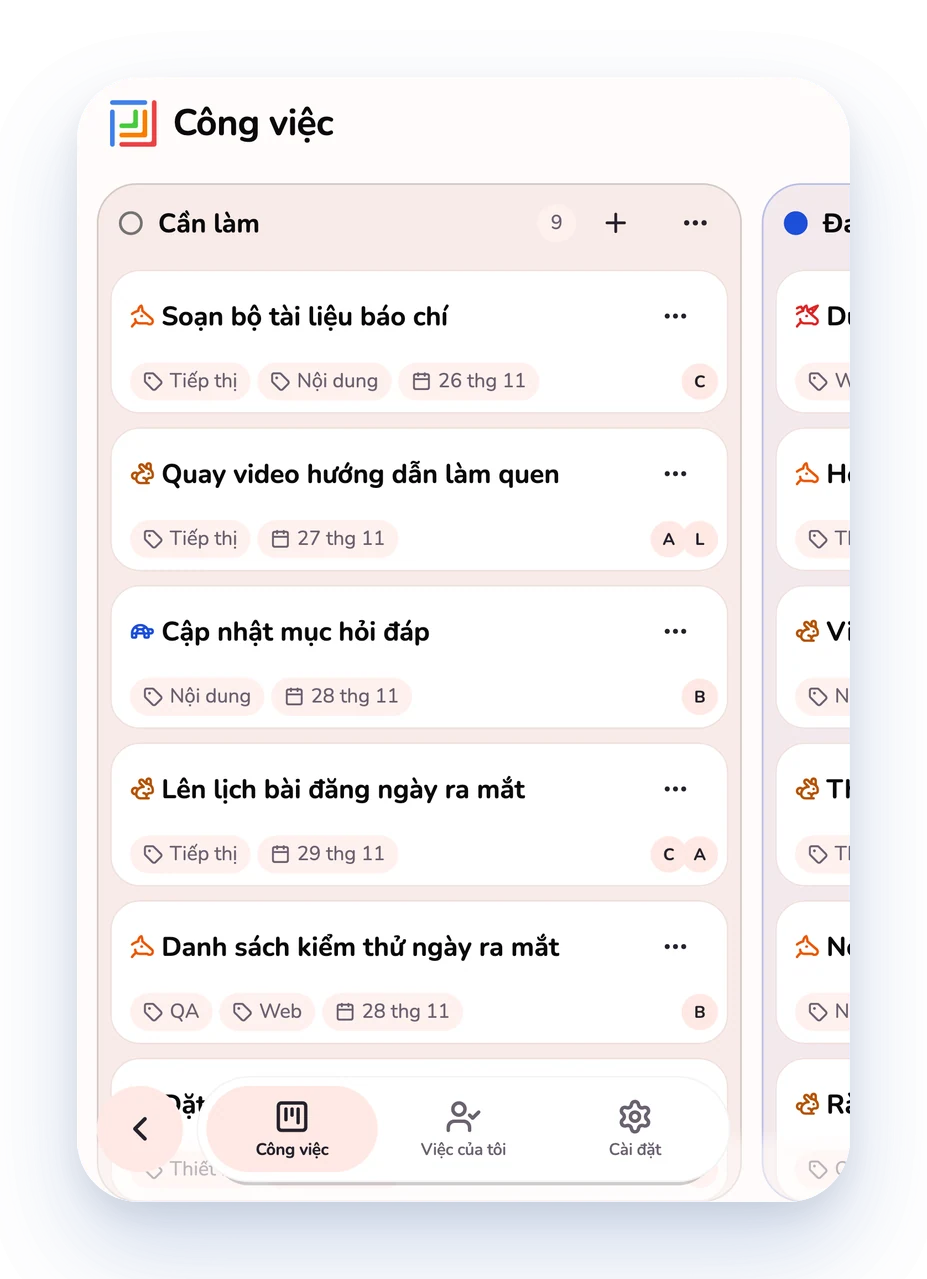 Công việc
Cần làm
9
Soạn bộ tài liệu báo chí
Tiếp thị
Nội dung
26 thg 11
C
Quay video hướng dẫn làm quen
Tiếp thị
27 thg 11
A
L
Cập nhật mục hỏi đáp
Nội dung
28 thg 11
B
Lên lịch bài đăng ngày ra mắt
Tiếp thị
29 thg 11
C
A
Danh sách kiểm thử ngày ra mắt
QA
Web
28 thg 11
B
Công việc
Việc của tôi
Cài đặt